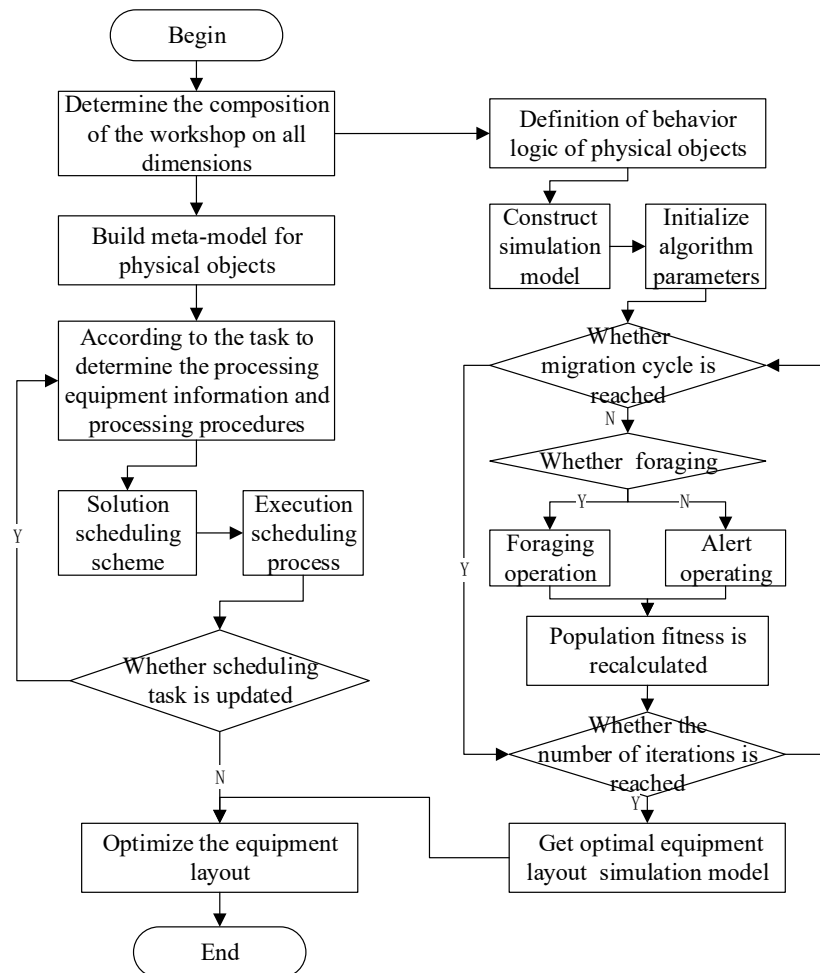 Begin
Determine the composition
of the workshop on all
dimensions
Build meta-model for
physical objects
According to the task to
determine the processing
equipment information and
processing procedures
Solution
scheduling
scheme
Execution
scheduling
process
Y
Whether scheduling
task is updated
N
Optimize the equipment
layout
End
Definition of behavior
logic of physical objects
Construct
simulation
model
Initialize
algorithm
parameters
Whether
migration cycle is
reached
N
Whether foraging
Y
N
Foraging
operation
Alert
operating
Y
Population fitness is
recalculated
Whether the
number of iterations is
reached
Y
Get optimal equipment
layout simulation model